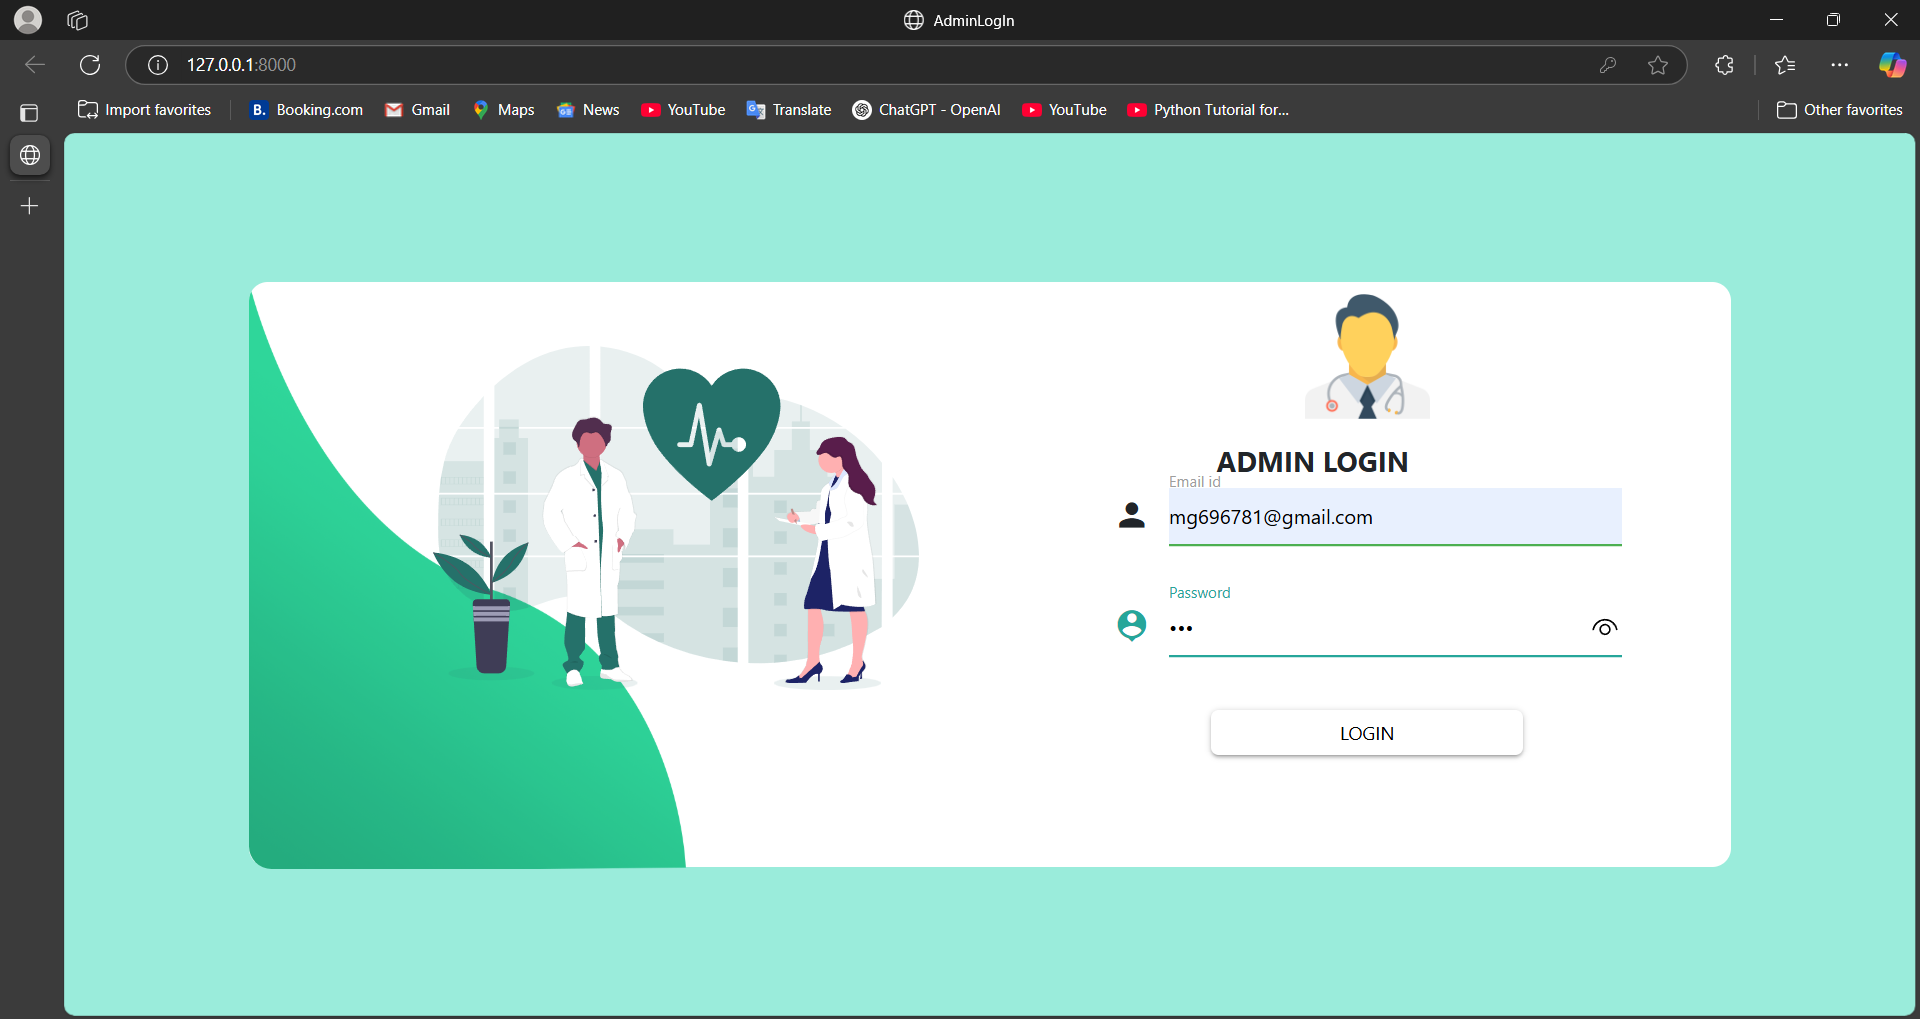 AdminLogIn
127.0.0.1:8000
Import favorites
B. Booking.com
Gmail
Maps
News
YouTube
Translate
ChatGPT - OpenAI
YouTube
Python Tutorial for...
Other favorites
ADMIN LOGIN
Email id
mg696781@gmail.com
Password
•••
LOGIN